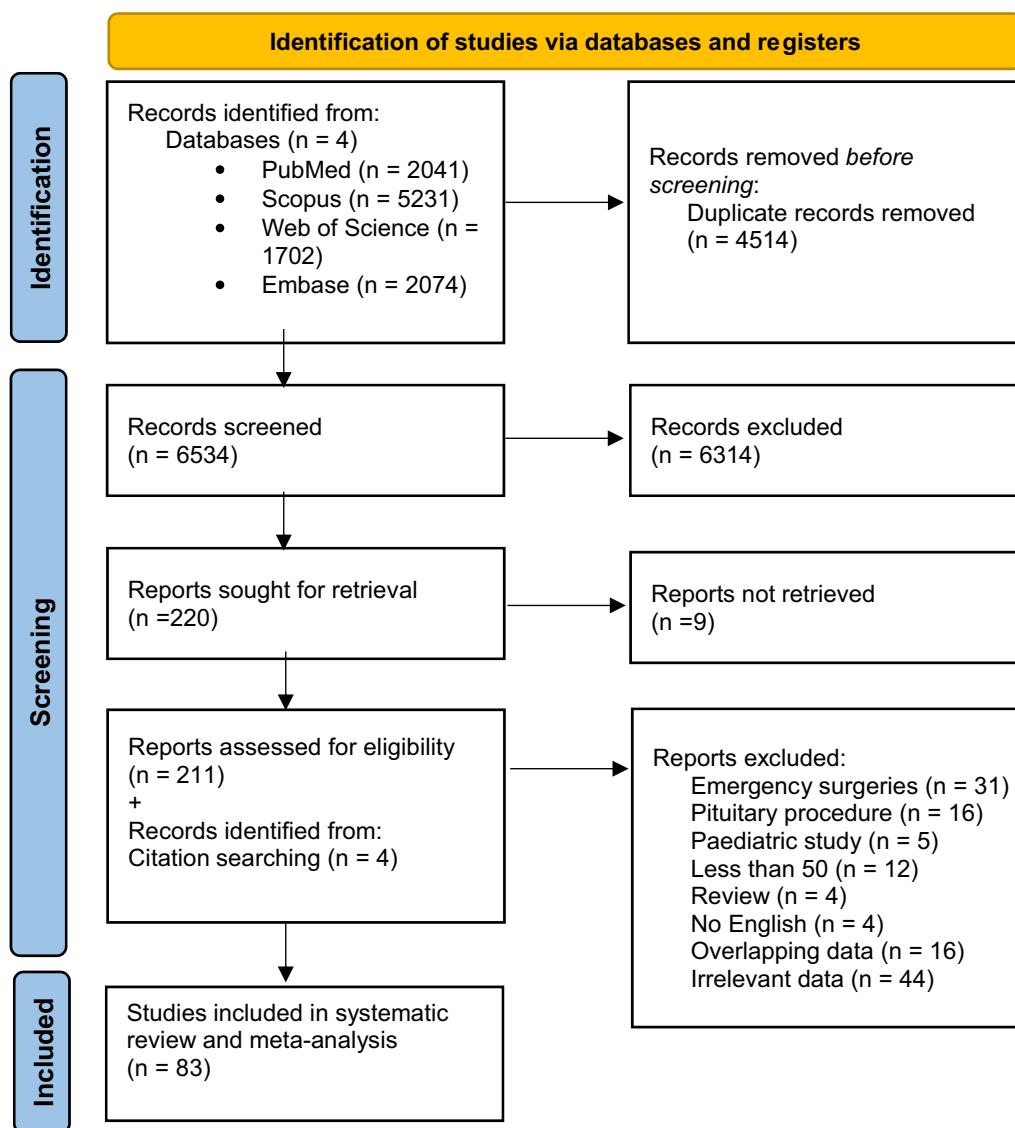 Identification of studies via databases and registers
Identification
Records identified from:
Databases (n = 4)
• PubMed (n = 2041)
• Scopus (n = 5231)
• Web of Science (n =
1702)
• Embase (n = 2074)
Records removed before
screening:
Duplicate records removed
(n = 4514)
Screening
Records screened
(n = 6534)
Records excluded
(n = 6314)
Reports sought for retrieval
(n =220)
Reports not retrieved
(n =9)
Reports assessed for eligibility
(n = 211)
+
Records identified from:
Citation searching (n = 4)
Reports excluded:
Emergency surgeries (n = 31)
Pituitary procedure (n = 16)
Paediatric study (n = 5)
Less than 50 (n = 12)
Review (n = 4)
No English (n = 4)
Overlapping data (n = 16)
Irrelevant data (n = 44)
Included
Studies included in systematic
review and meta-analysis
(n = 83)